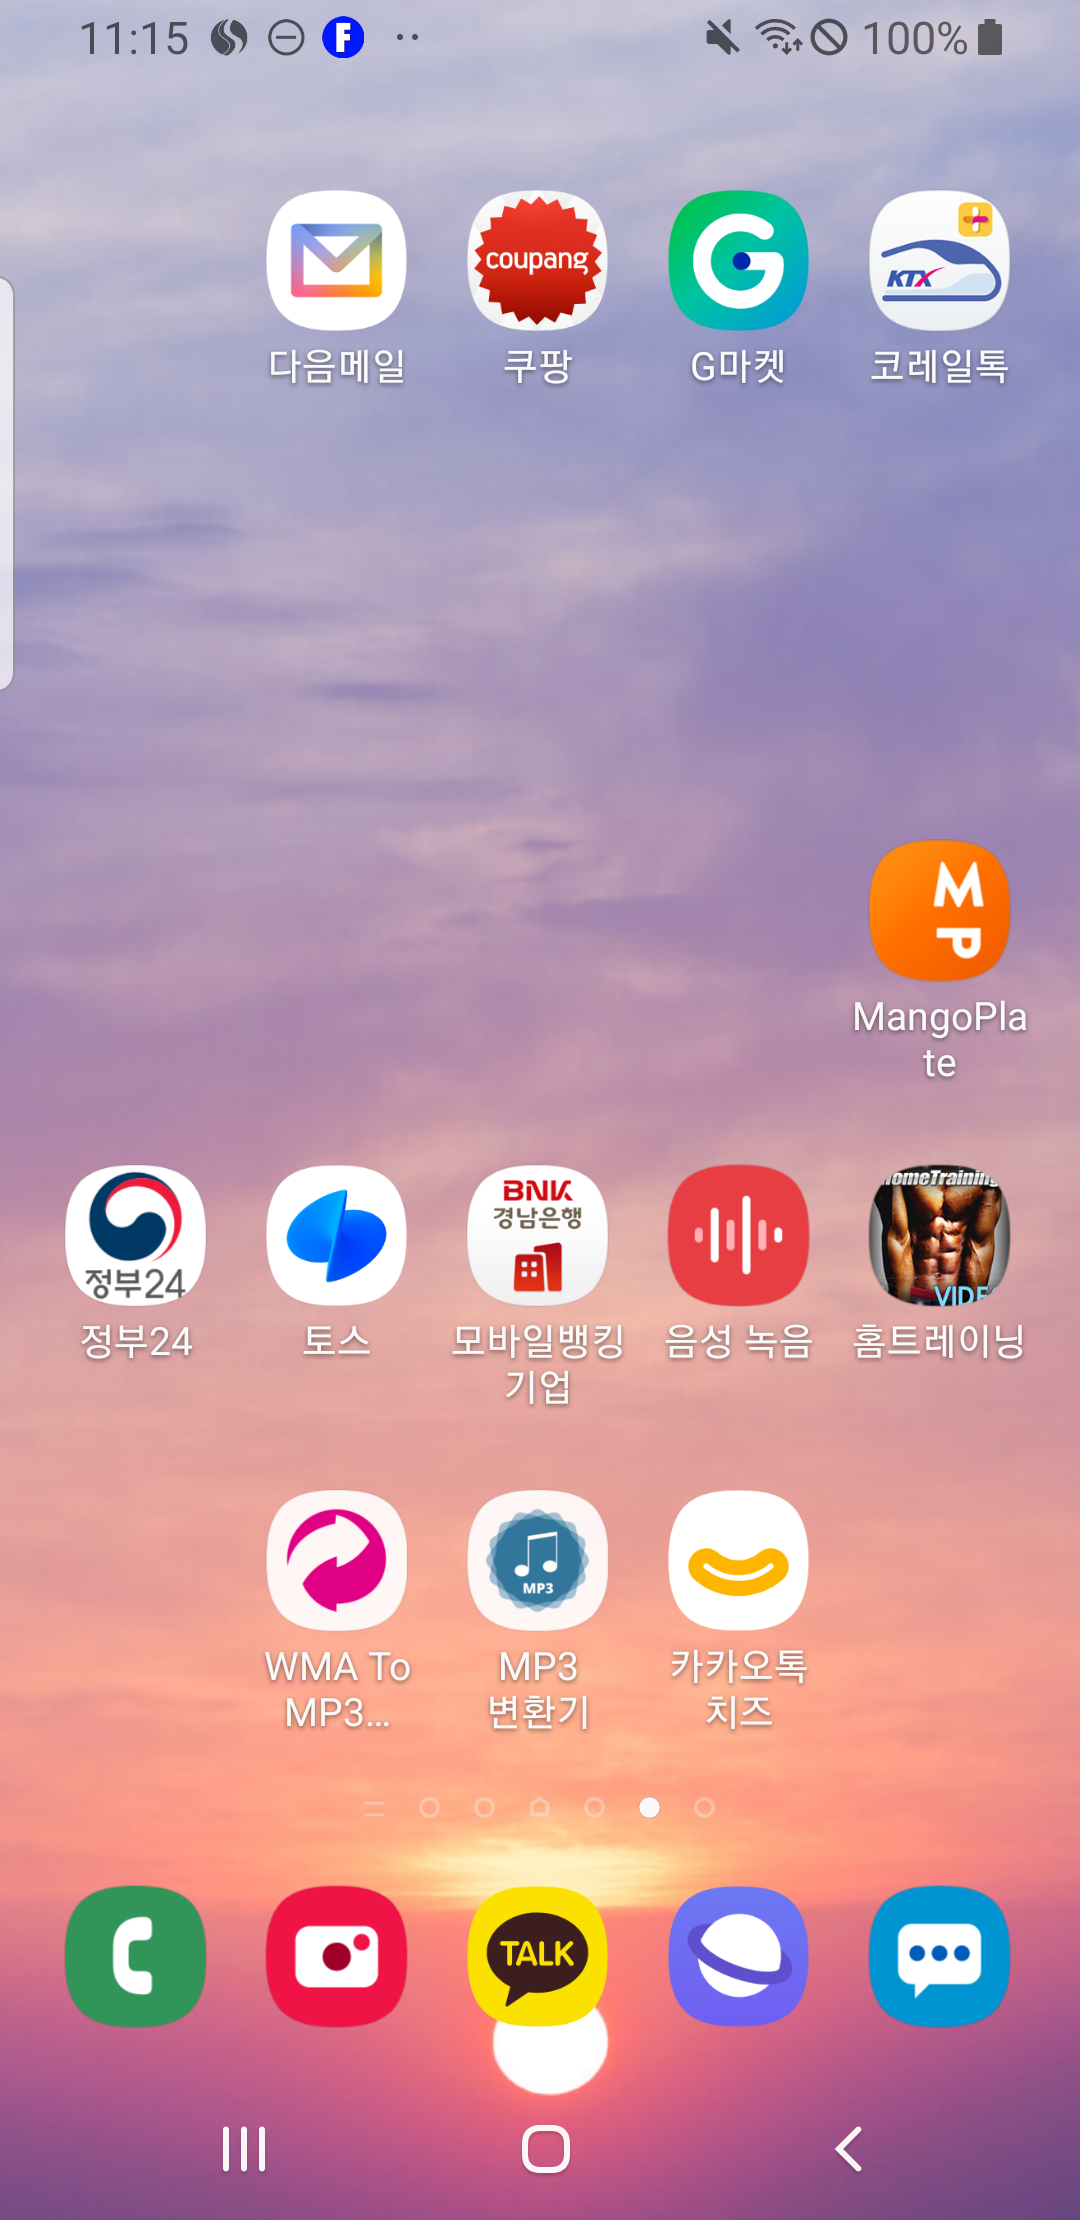 11:15
F
100%
coupang
G
KTX
다음메일
쿠팡
G마켓
코레일톡
M
P
MangoPla
te
정부24
BNK
경남은행
HomeTraining
VIDE
정부24
토스
모바일뱅킹
기업
음성 녹음
홈트레이닝
MP3
WMA To
MP3...
MP3
변환기
카카오톡
치즈
TALK